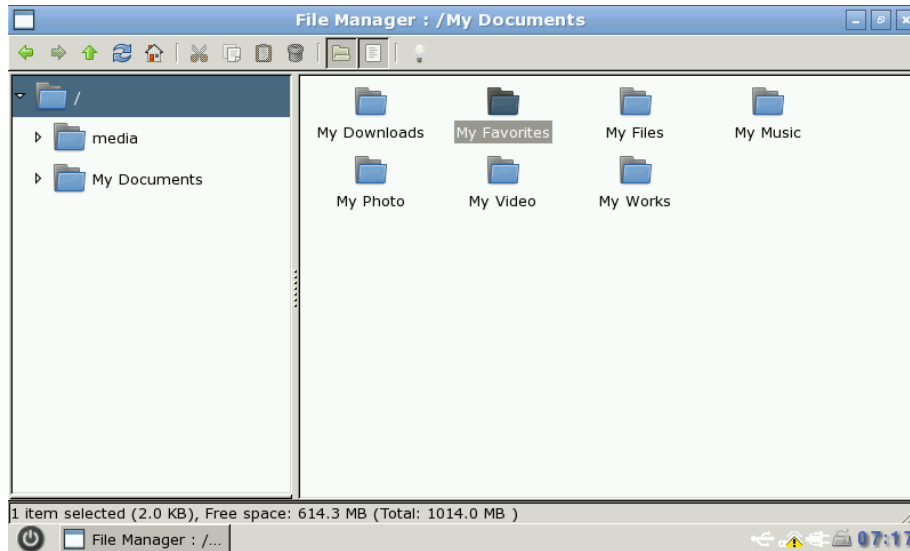 File Manager : /My Documents
/
media
My Documents
My Downloads
My Favorites
My Files
My Music
My Photo
My Video
My Works
1 item selected (2.0 KB), Free space: 614.3 MB (Total: 1014.0 MB )
File Manager : /...
07:17